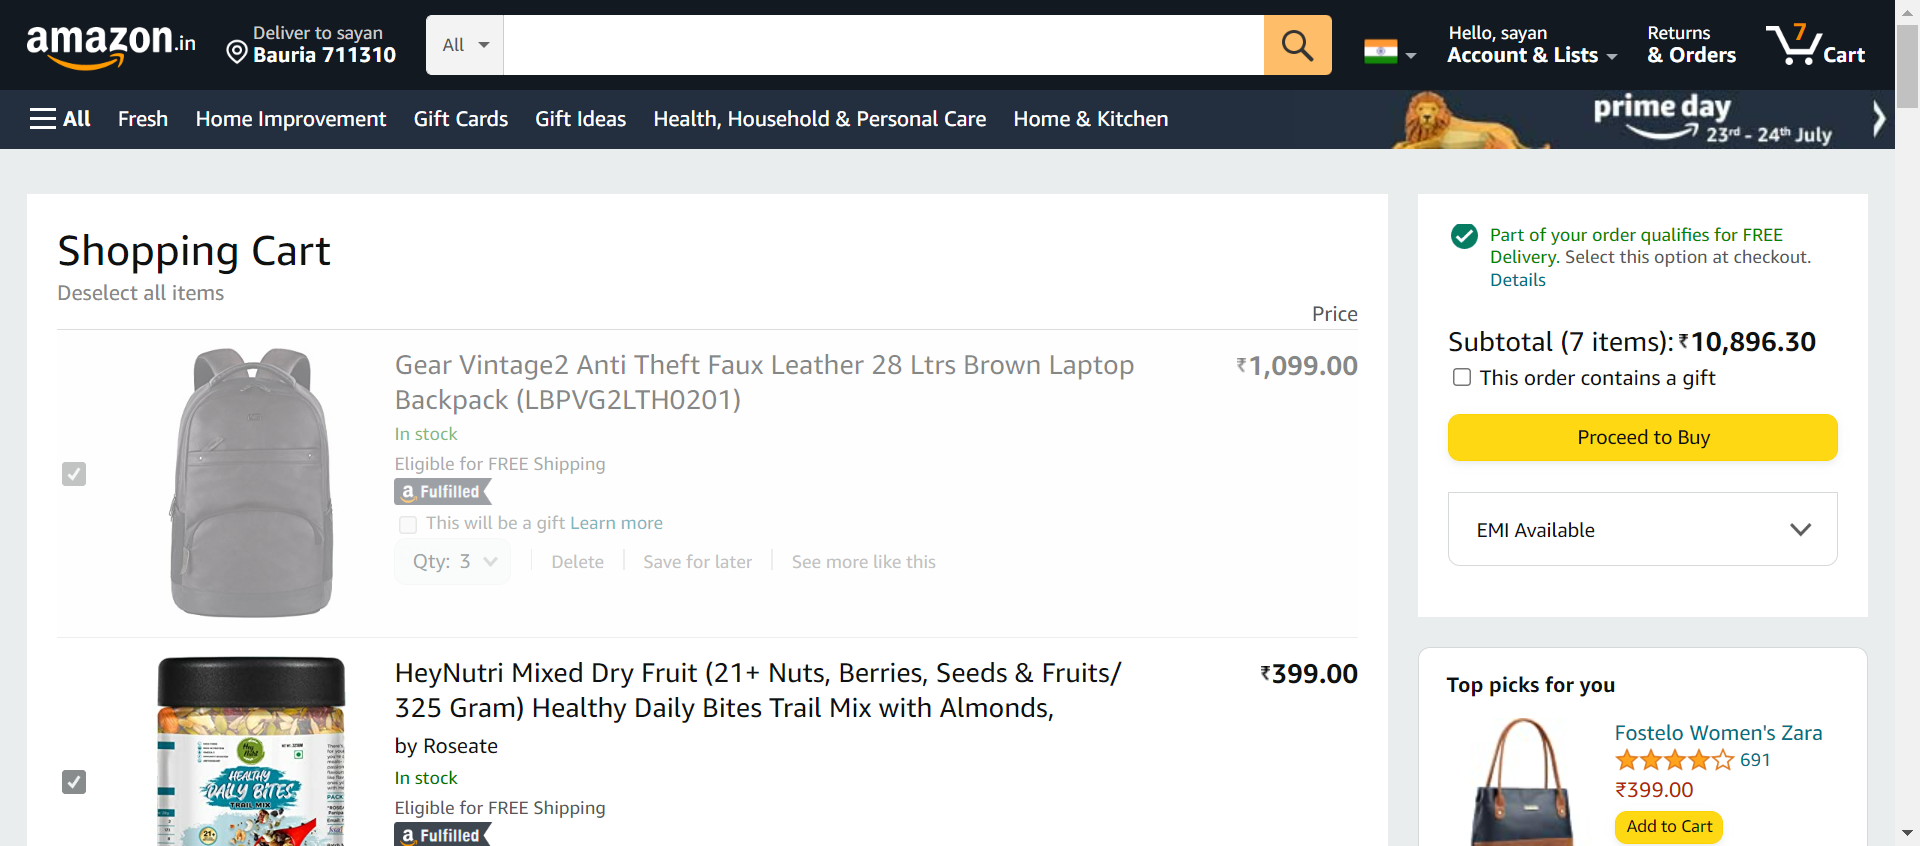 amazon.in
Deliver to sayan
Bauria 711310
All
Hello, sayan
Account & Lists
Returns
& Orders
7
Cart
All
Fresh
Home Improvement
Gift Cards
Gift Ideas
Health, Household & Personal Care
Home & Kitchen
prime day
23rd - 24th July
Shopping Cart
Deselect all items
Price
Gear Vintage2 Anti Theft Faux Leather 28 Ltrs Brown Laptop
Backpack (LBPVG2LTH0201)
₹1,099.00
In stock
Eligible for FREE Shipping
a Fulfilled
This will be a gift Learn more
Qty: 3
Delete
Save for later
See more like this
HeyNutri Mixed Dry Fruit (21+ Nuts, Berries, Seeds & Fruits/
325 Gram) Healthy Daily Bites Trail Mix with Almonds,
₹399.00
by Roseate
In stock
Eligible for FREE Shipping
a Fulfilled
HEALTHY
DAILY BITES
TRAIL MIX
21+
Part of your order qualifies for FREE
Delivery. Select this option at checkout.
Details
Subtotal (7 items): ₹10,896.30
This order contains a gift
Proceed to Buy
EMI Available
Top picks for you
Fostelo Women's Zara
691
₹399.00
Add to Cart